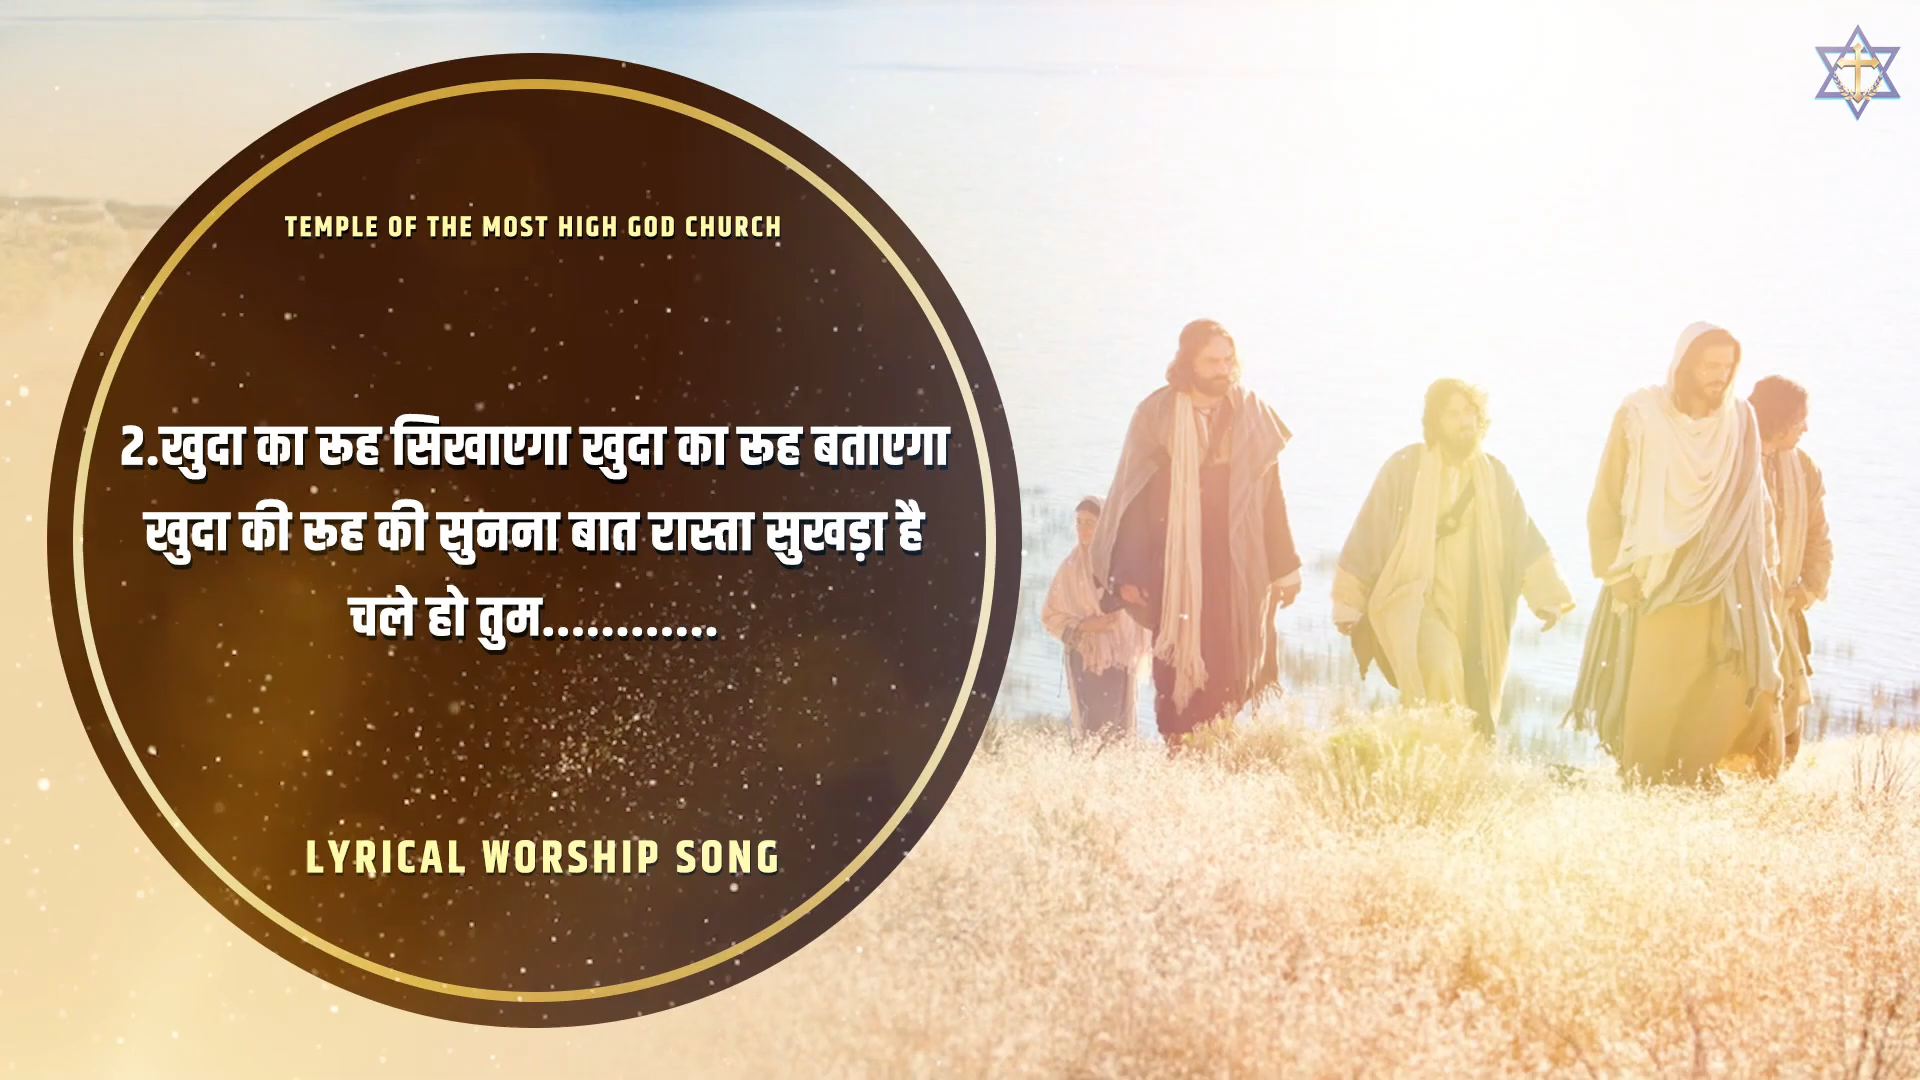 TEMPLE OF THE MOST HIGH GOD CHURCH
2.खुदा का रूह सिखाएगा खुदा का रूह बताएगा
खुदा की रूह की सुनना बात रास्ता सुखड़ा है
चले हो तुम............
LYRICAL WORSHIP SONG